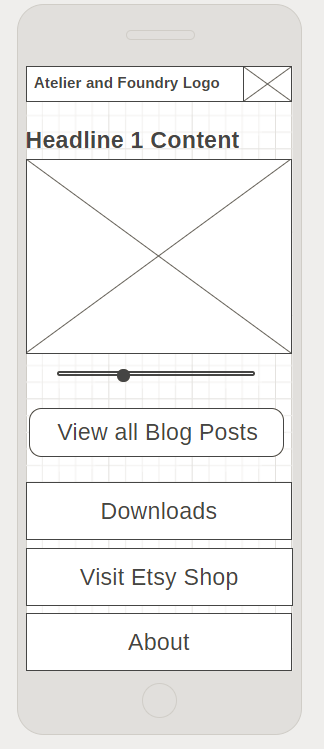 Atelier and Foundry Logo
Headline 1 Content
View all Blog Posts
Downloads
Visit Etsy Shop
About